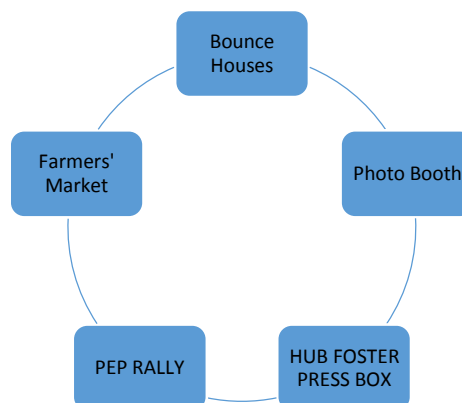 Bounce
Houses
Photo Booth
HUB FOSTER
PRESS BOX
PEP RALLY
Farmers'
Market